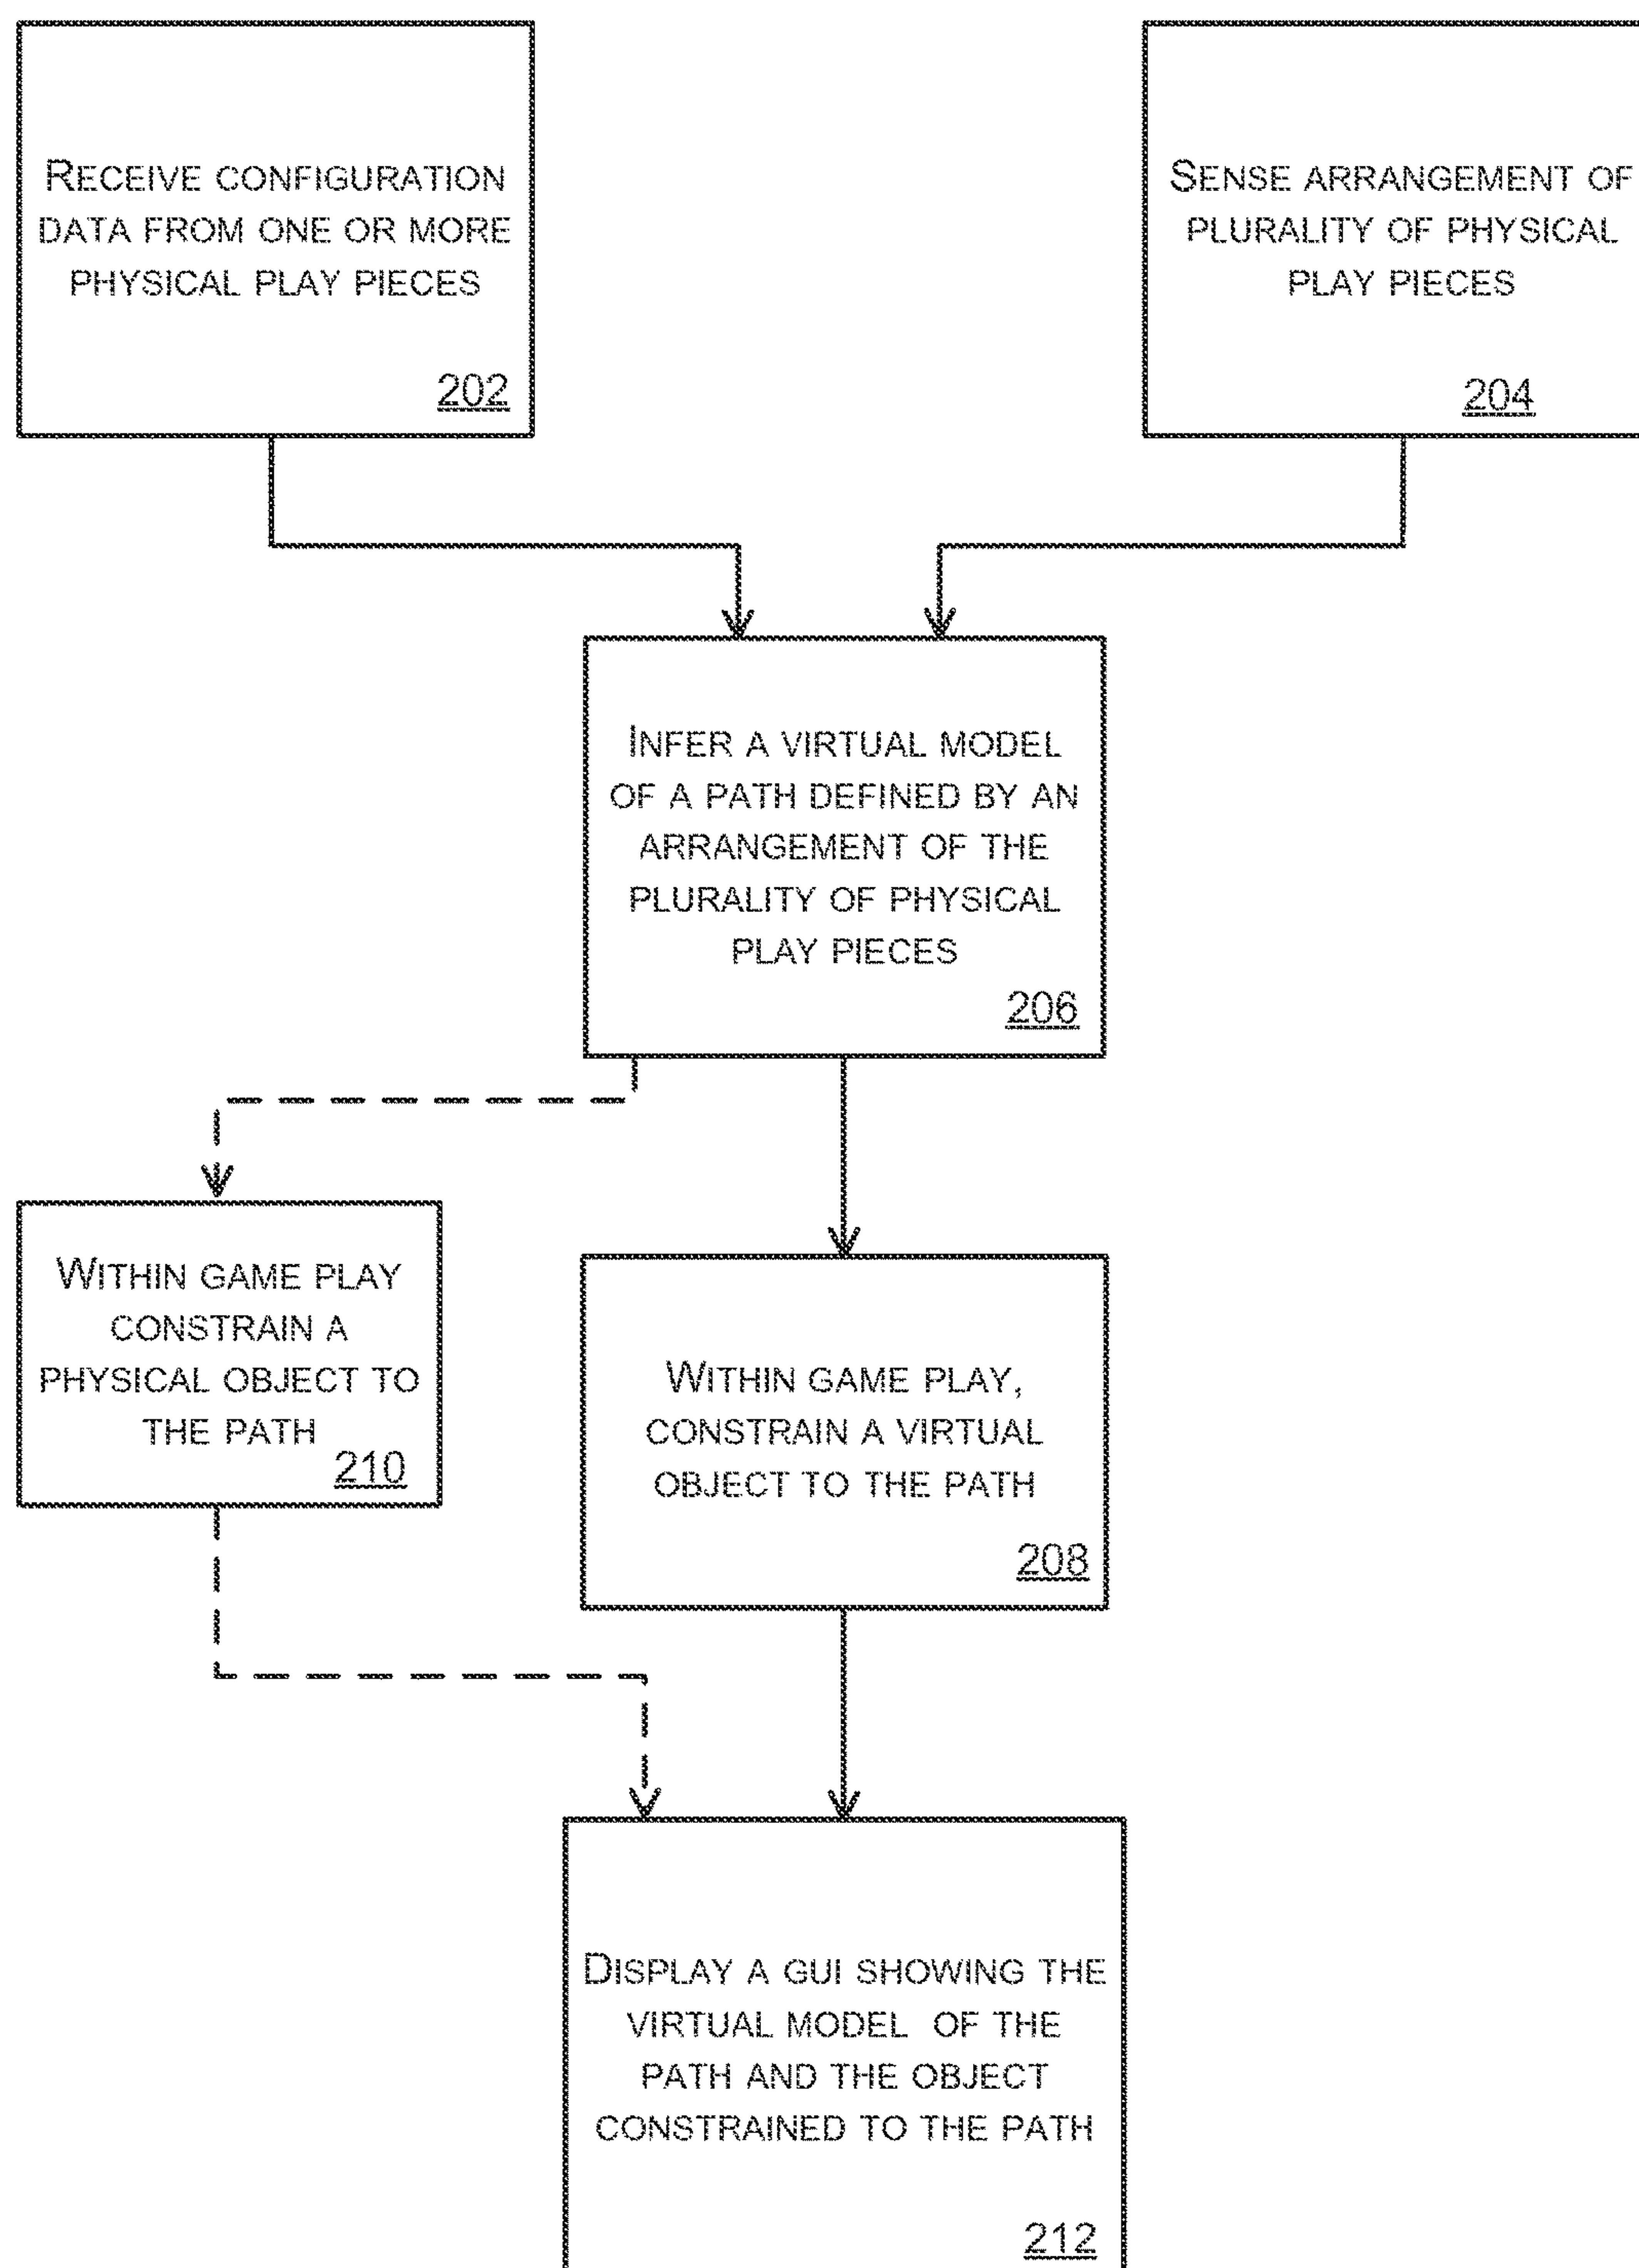 RECEIVE CONFIGURATION
DATA FROM ONE OR MORE
PHYSICAL PLAY PIECES
202
SENSE ARRANGEMENT OF
PLURALITY OF PHYSICAL
PLAY PIECES
204
INFER A VIRTUAL MODEL
OF A PATH DEFINED BY AN
ARRANGEMENT OF THE
PLURALITY OF PHYSICAL
PLAY PIECES
206
WITHIN GAME PLAY
CONSTRAIN A
PHYSICAL OBJECT TO
THE PATH
210
WITHIN GAME PLAY,
CONSTRAIN A VIRTUAL
OBJECT TO THE PATH
208
DISPLAY A GUI SHOWING THE
VIRTUAL MODEL OF THE
PATH AND THE OBJECT
CONSTRAINED TO THE PATH
212